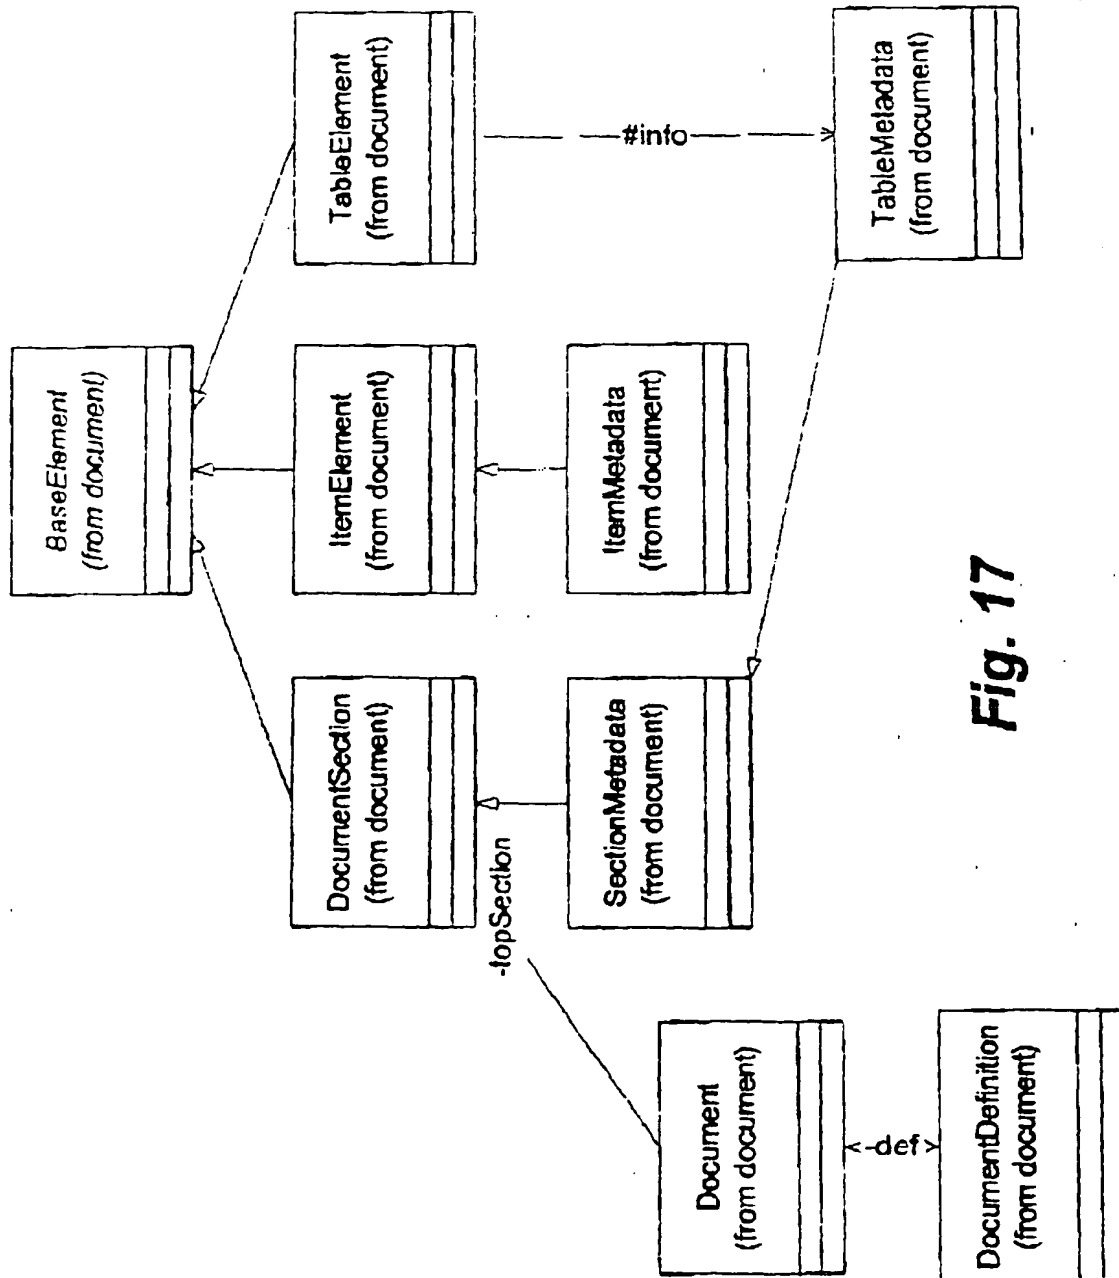 BaseElement
(from document)
DocumentSection
(from document)
ItemElement
(from document)
TableElement
(from document)
-topSection
#info
Document
(from document)
SectionMetadata
(from document)
ItemMetadata
(from document)
TableMetadata
(from document)
-def
DocumentDefinition
(from document)
Fig. 17